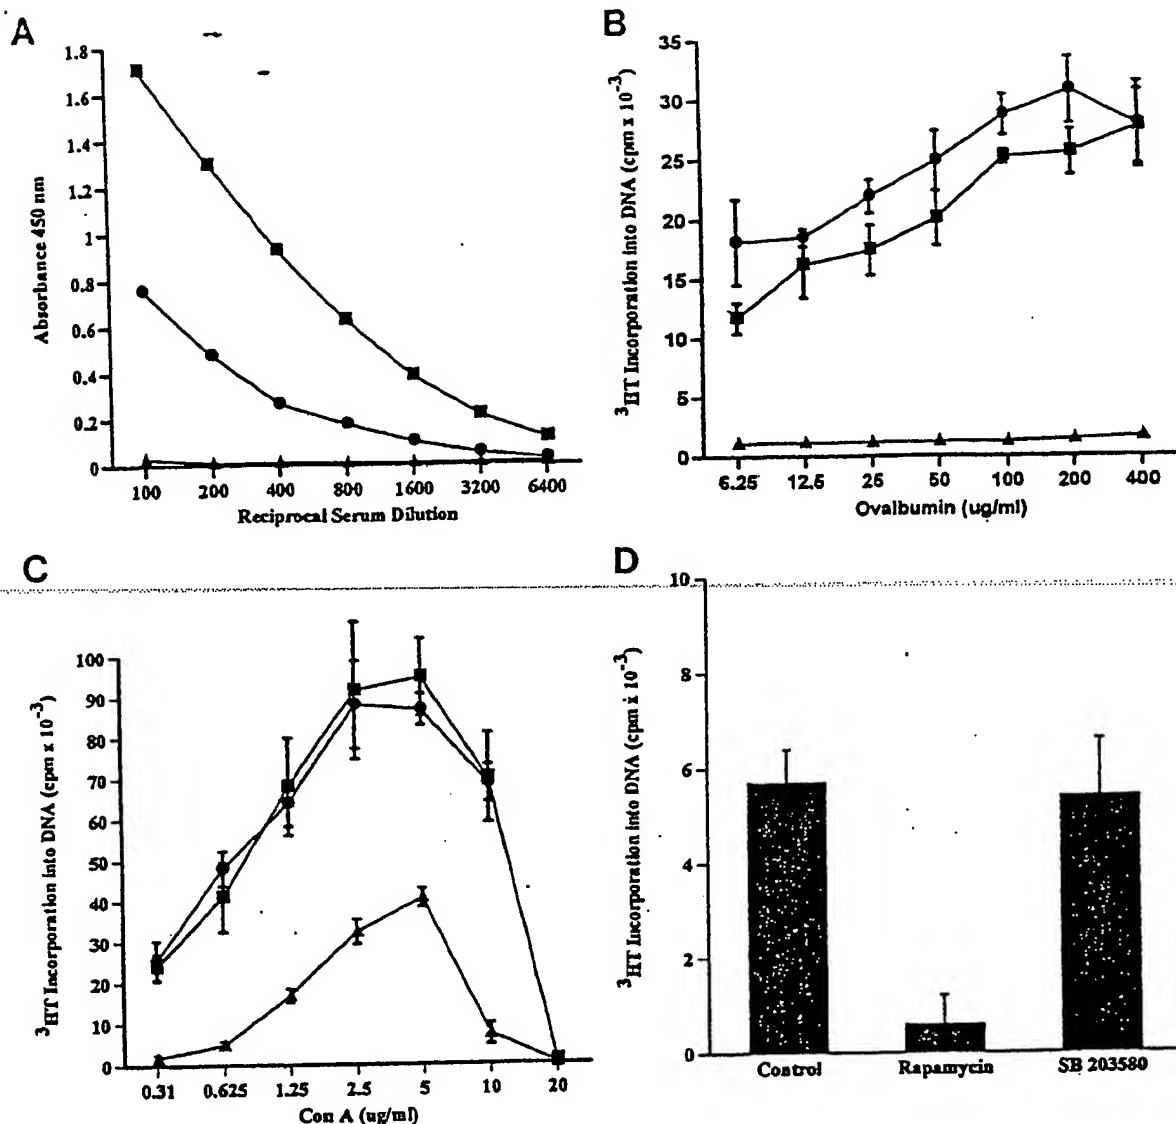 A
1.8
1.6
1.4
1.2
1
0.8
0.6
0.4
0.2
0
Absorbance 450 nm
100 200 400 800 1600 3200 6400
Reciprocal Serum Dilution
B
35
30
25
20
15
10
5
0
³HT Incorporation into DNA (cpm x 10⁻³)
6.25 12.5 25 50 100 200 400
Ovalbumin (ug/ml)
C
100
90
80
70
60
50
40
30
20
10
0
³HT Incorporation into DNA (cpm x 10⁻³)
0.31 0.625 1.25 2.5 5 10 20
Con A (ug/ml)
D
10
8
6
4
2
0
³HT Incorporation into DNA (cpm x 10⁻³)
Control Rapamycin SB 203580